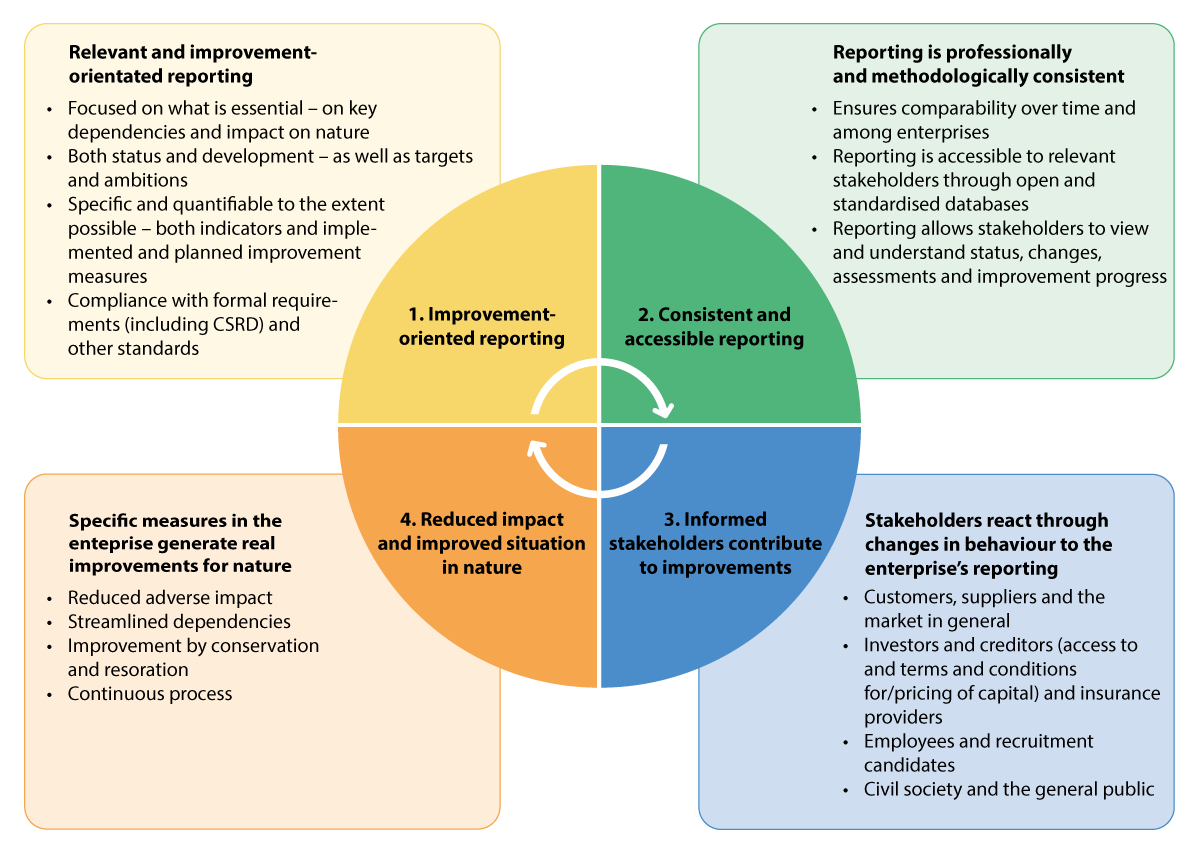 Relevant and improvement-
orientated reporting
• Focused on what is essential – on key
dependencies and impact on nature
• Both status and development – as well as targets
and ambitions
• Specific and quantifiable to the extent
possible – both indicators and imple-
mented and planned improvement
measures
• Compliance with formal require-
ments (including CSRD) and
other standards
Reporting is professionally
and methodologically consistent
• Ensures comparability over time and
among enterprises
• Reporting is accessible to relevant
stakeholders through open and
standardised databases
• Reporting allows stakeholders to view
and understand status, changes,
assessments and improvement progress
1. Improvement-
oriented reporting
2. Consistent and
accessible reporting
4. Reduced impact
and improved situation
in nature
3. Informed
stakeholders contribute
to improvements
Specific measures in the
enteprise generate real
improvements for nature
• Reduced adverse impact
• Streamlined dependencies
• Improvement by conservation
and resoration
• Continuous process
Stakeholders react through
changes in behaviour to the
enterprise’s reporting
• Customers, suppliers and the
market in general
• Investors and creditors (access to
and terms and conditions
for/pricing of capital) and insurance
providers
• Employees and recruitment
candidates
• Civil society and the general public